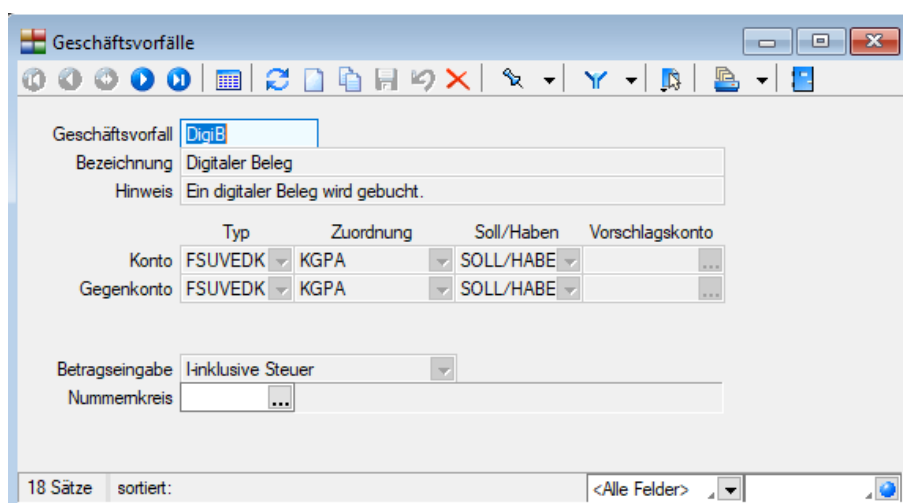 Geschäftsvorfälle
Geschäftsvorfall DigiB
Bezeichnung Digitaler Beleg
Hinweis Ein digitaler Beleg wird gebucht.
Typ Zuordnung Soll/Haben Vorschlagskonto
Konto FSUVEDK KGPA SOLL/HABE ...
Gegenkonto FSUVEDK KGPA SOLL/HABE ...
Betragseingabe I-inklusive Steuer
Nummernkreis ...
18 Sätze sortiert: <Alle Felder>